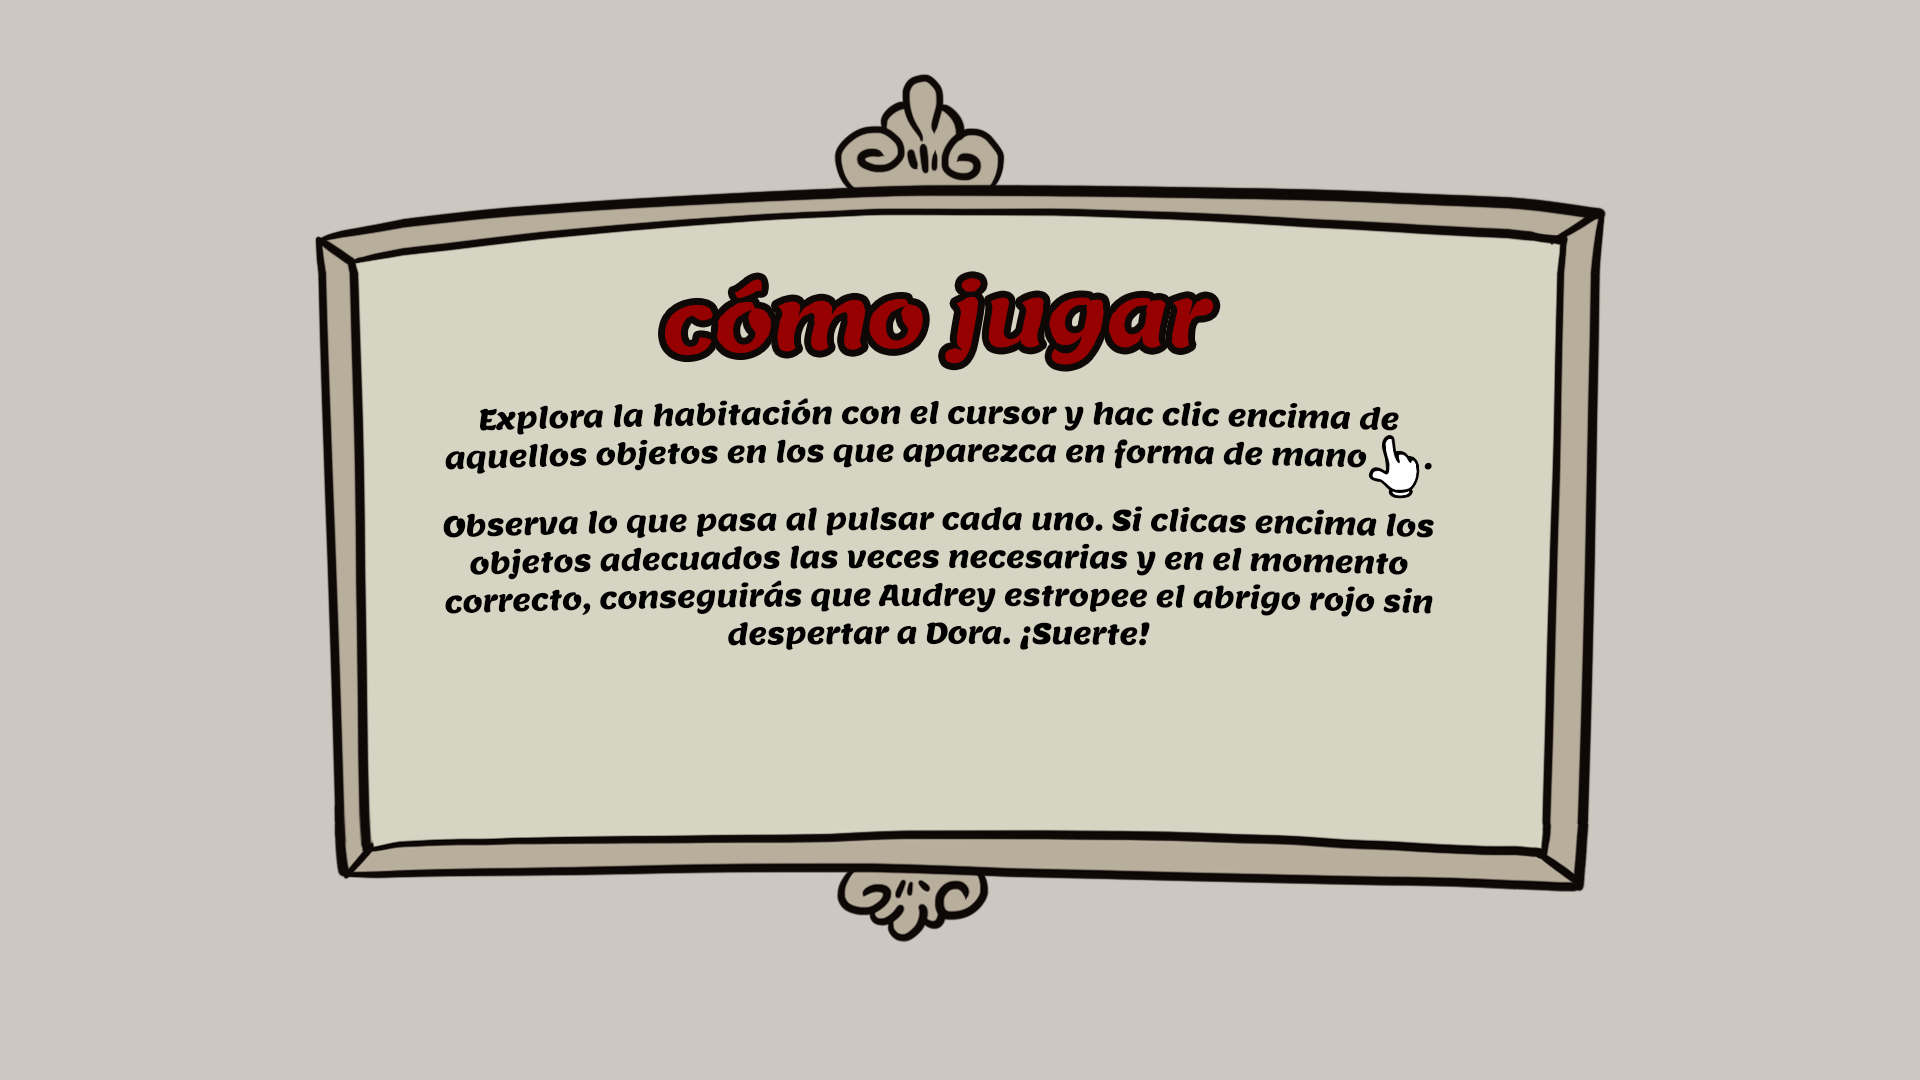 cómo jugar
Explora la habitación con el cursor y hac clic encima de
aquellos objetos en los que aparezca en forma de mano .
Observa lo que pasa al pulsar cada uno. Si clicas encima los
objetos adecuados las veces necesarias y en el momento
correcto, conseguirás que Audrey estropee el abrigo rojo sin
despertar a Dora. ¡Suerte!